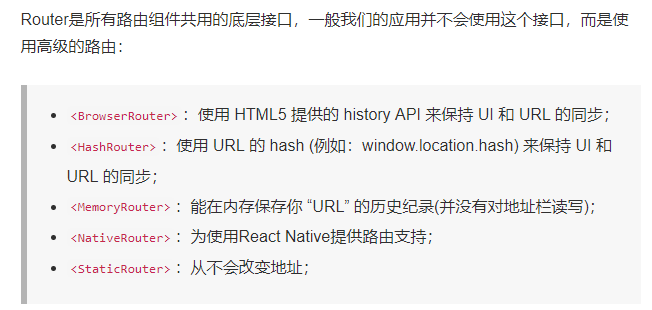 Router是所有路由组件共用的底层接口，一般我们的应用并不会使用这个接口，而是使
用高级的路由：
• <BrowserRouter> ：使用 HTML5 提供的 history API 来保持 UI 和 URL 的同步；
• <HashRouter> ：使用 URL 的 hash (例如：window.location.hash) 来保持 UI 和
URL 的同步；
• <MemoryRouter> ：能在内存保存你 “URL” 的历史纪录(并没有对地址栏读写)；
• <NativeRouter> ：为使用React Native提供路由支持；
• <StaticRouter> ：从不会改变地址；